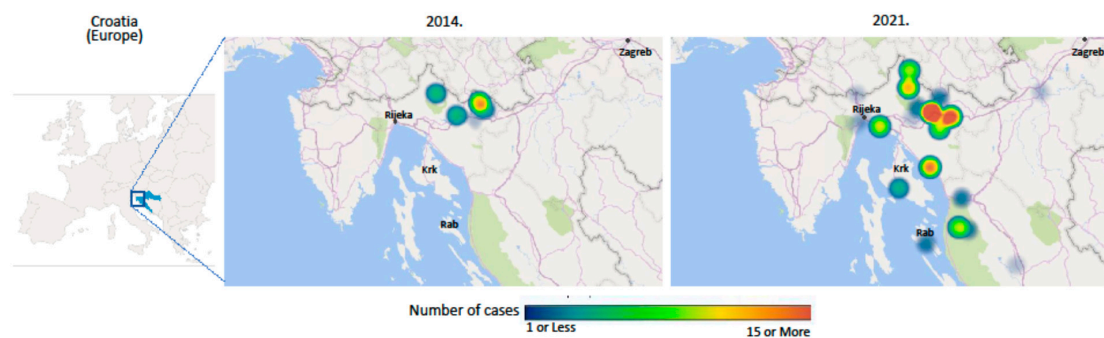 Croatia
(Europe)
2014.
2021.
Zagreb
Rijeka
Krk
Rab
Zagreb
Rijeka
Krk
Rab
Number of cases
1 or Less
15 or More